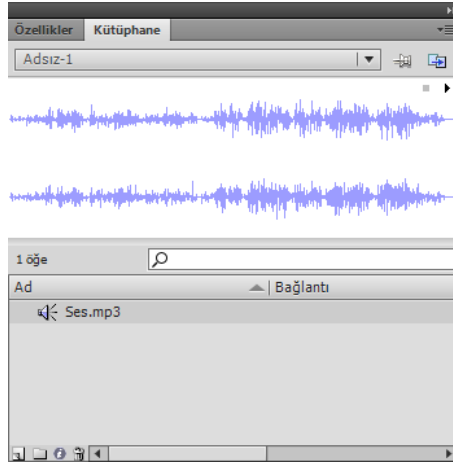 Özellikler Kütüphane
Adsız-1
1 öğe
Ad Bağlantı
Ses.mp3